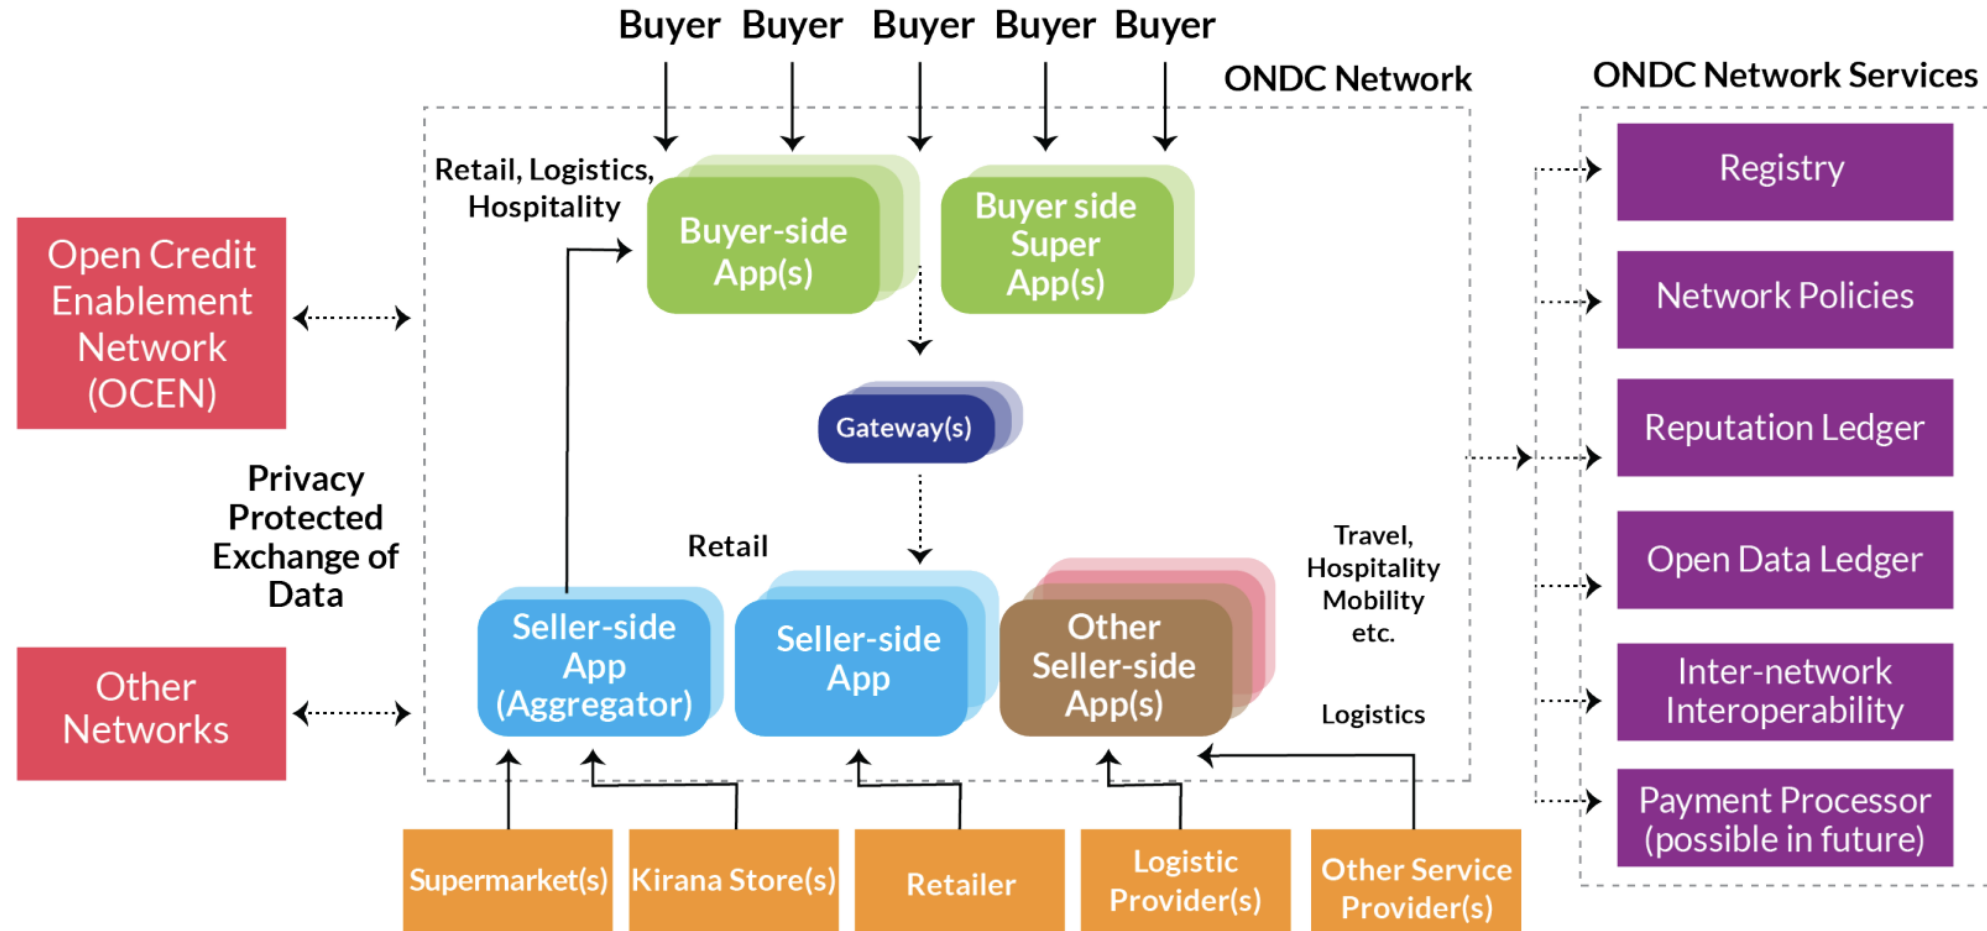 Buyer Buyer Buyer Buyer Buyer
ONDC Network
ONDC Network Services
Retail, Logistics,
Hospitality
Buyer-side
App(s)
Buyer side
Super
App(s)
Open Credit
Enablement
Network
(OCEN)
Gateway(s)
Privacy
Protected
Exchange of
Data
Retail
Travel,
Hospitality
Mobility
etc.
Seller-side
App
(Aggregator)
Seller-side
App
Other
Seller-side
App(s)
Other
Networks
Logistics
Supermarket(s)
Kirana Store(s)
Retailer
Logistic
Provider(s)
Other Service
Provider(s)
Registry
Network Policies
Reputation Ledger
Open Data Ledger
Inter-network
Interoperability
Payment Processor
(possible in future)